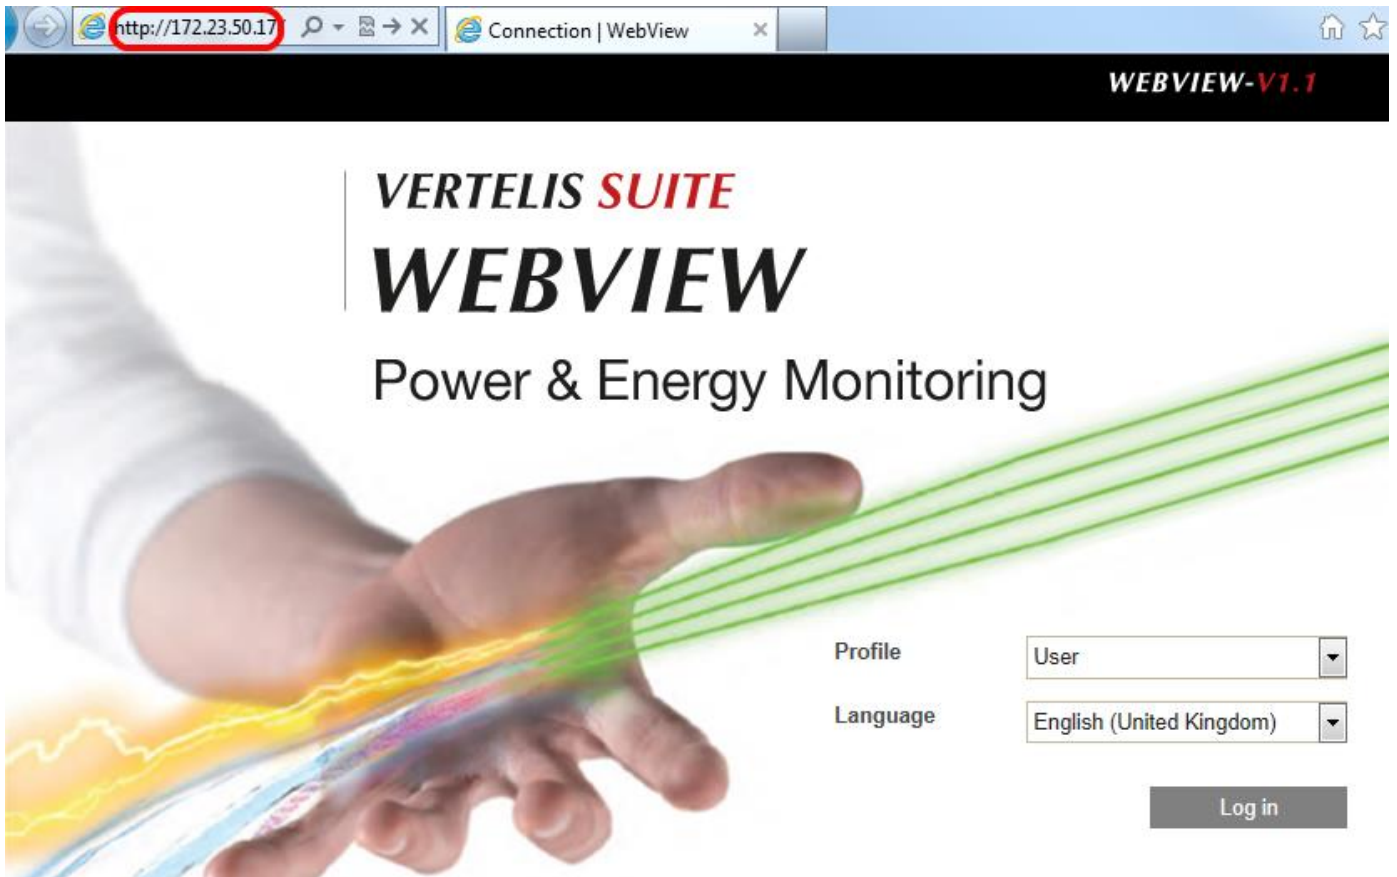 http://172.23.50.17/
Connection | WebView
WEBVIEW-V1.1
VERTELIS SUITE
WEBVIEW
Power & Energy Monitoring
Profile
User
Language
English (United Kingdom)
Log in